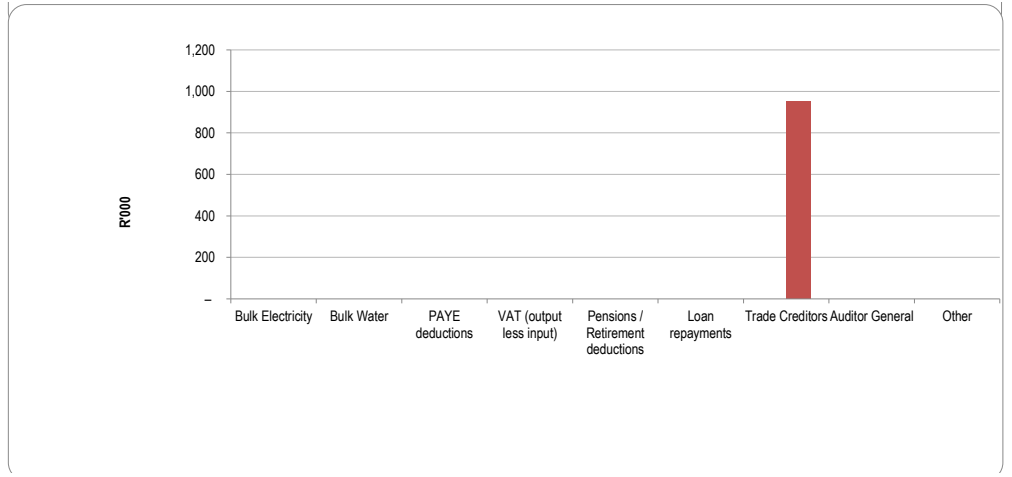 1,200
1,000
800
600
400
200
–
R'000
Bulk Electricity
Bulk Water
PAYE
deductions
VAT (output
less input)
Pensions /
Retirement
deductions
Loan
repayments
Trade Creditors
Auditor General
Other